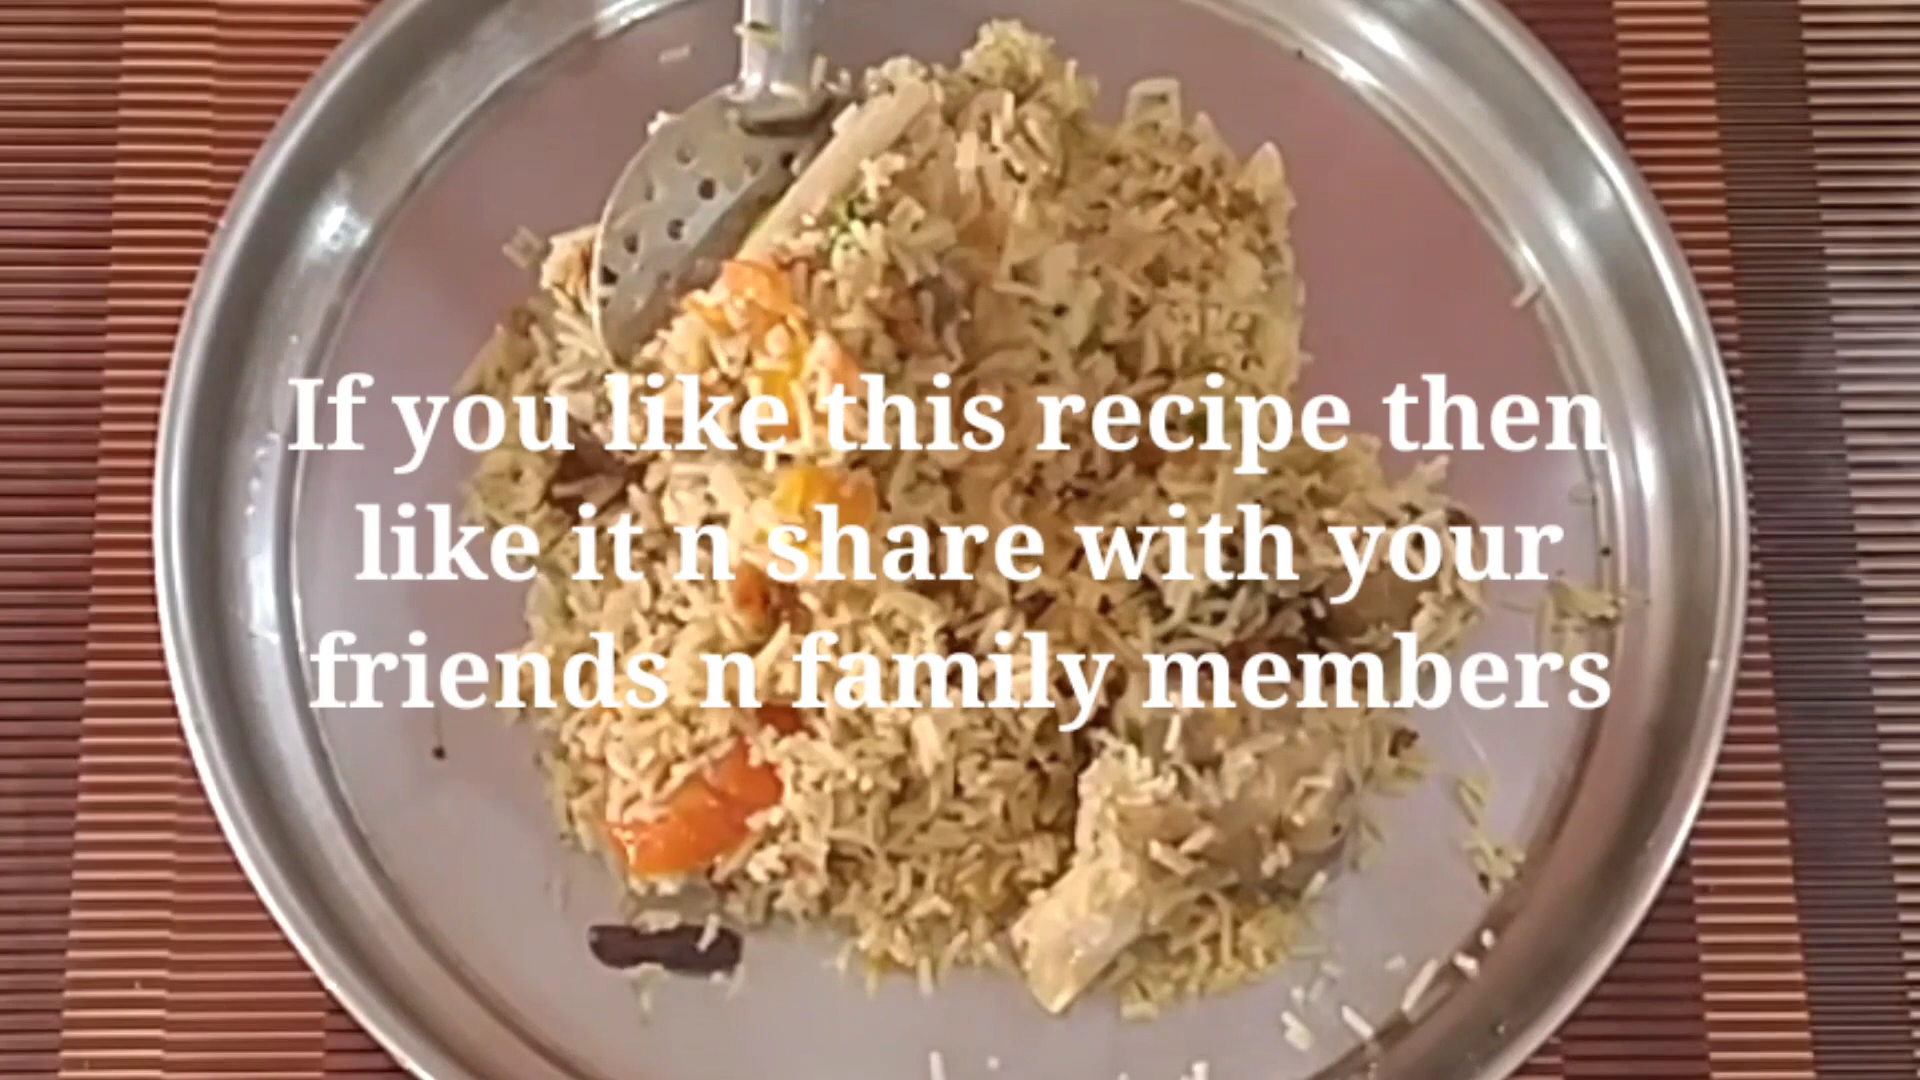 If you like this recipe then
like it n share with your
friends n family members